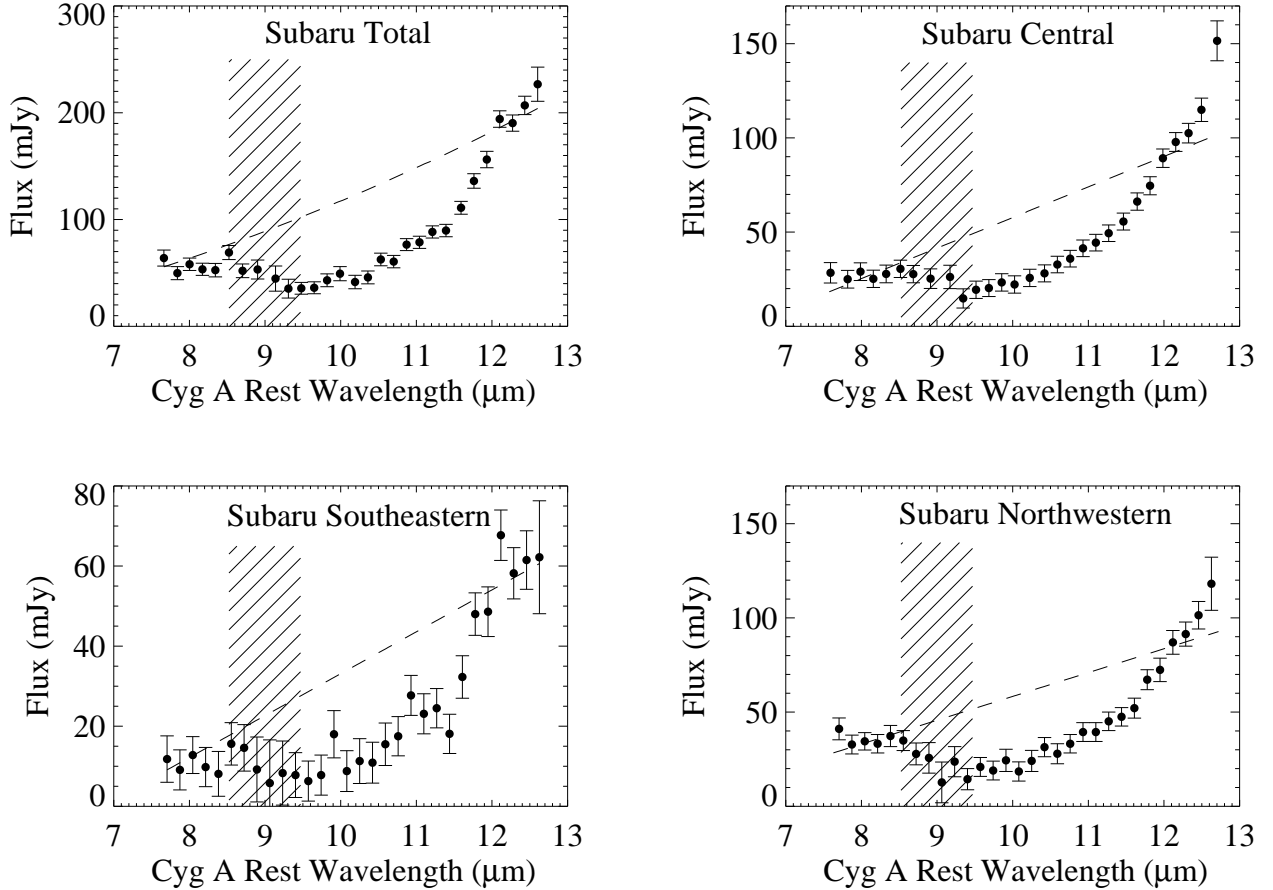 Subaru Total
Flux (mJy)
300
200
100
0
7 8 9 10 11 12 13
Cyg A Rest Wavelength (μm)
Subaru Central
Flux (mJy)
150
100
50
0
7 8 9 10 11 12 13
Cyg A Rest Wavelength (μm)
Subaru Southeastern
Flux (mJy)
80
60
40
20
0
7 8 9 10 11 12 13
Cyg A Rest Wavelength (μm)
Subaru Northwestern
Flux (mJy)
150
100
50
0
7 8 9 10 11 12 13
Cyg A Rest Wavelength (μm)